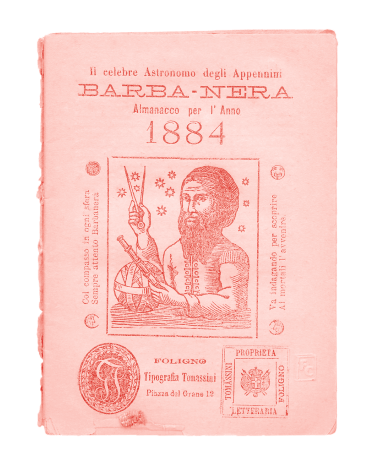 Il celebre Astronomo degli Appennini
BARBA-NERA
Almanacco per l'Anno
1884
Col compasso in ogni sfera
Sempre attento Barbanera
Va indagando per scoprire
Ai mortali l'avvenire.
FOLIGNO
Tipografia Tomassini
Piazza del Grano 12
PROPRIETÀ
TOMASSINI
FOLIGNO
LETTERARIA